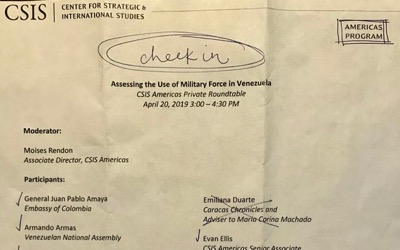 CSIS | CENTER FOR STRATEGIC &
INTERNATIONAL STUDIES
AMERICAS
PROGRAM
check in
Assessing the Use of Military Force in Venezuela
CSIS Americas Private Roundtable
April 20, 2019 3:00 – 4:30 PM
Moderator:
Moises Rendon
Associate Director, CSIS Americas
Participants:
General Juan Pablo Amaya
Embassy of Colombia
Armando Armas
Venezuelan National Assembly
Emiliana Duarte
Caracas Chronicles and
Adviser to Maria Corina Machado
Evan Ellis
CSIS Americas Senior Associate